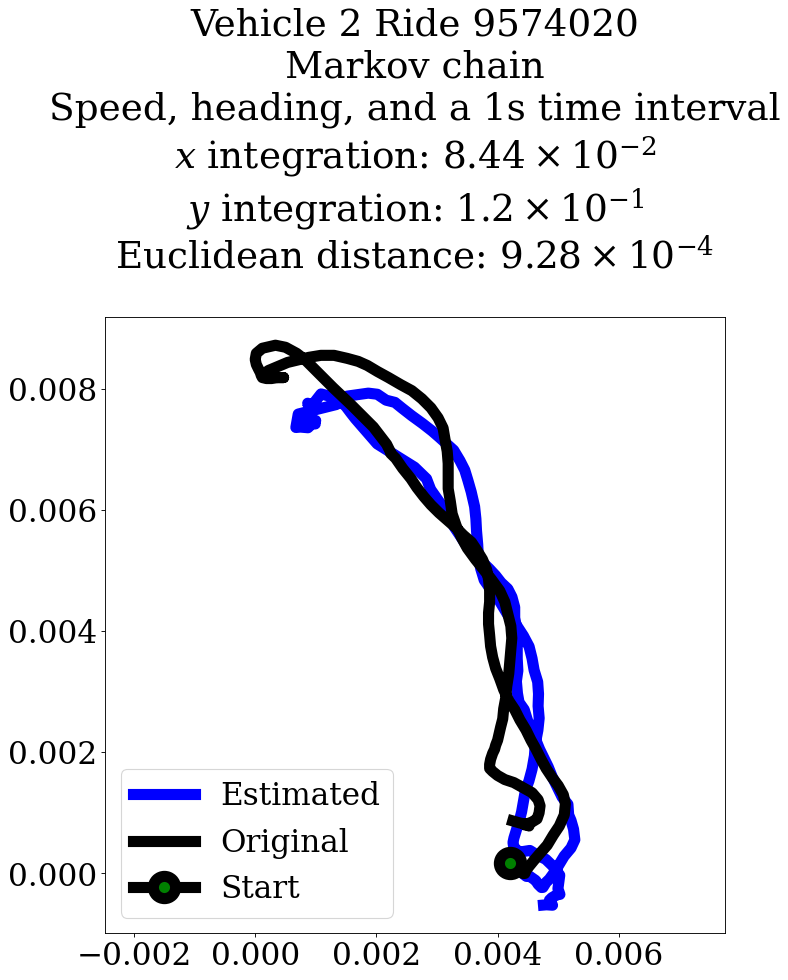 Vehicle 2 Ride 9574020
Markov chain
Speed, heading, and a 1s time interval
x integration: 8.44 × 10⁻²
y integration: 1.2 × 10⁻¹
Euclidean distance: 9.28 × 10⁻⁴
0.008
0.006
0.004
0.002
0.000
Estimated
Original
Start
−0.002 0.000 0.002 0.004 0.006